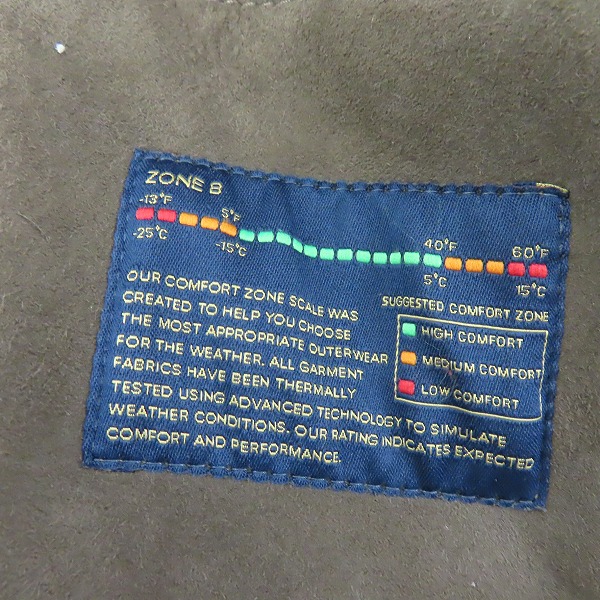 ZONE 8
-13°F 5°F 40°F 60°F
-25°C -15°C 5°C 15°C
SUGGESTED COMFORT ZONE
HIGH COMFORT
MEDIUM COMFORT
LOW COMFORT
OUR COMFORT ZONE SCALE WAS
CREATED TO HELP YOU CHOOSE
THE MOST APPROPRIATE OUTERWEAR
FOR THE WEATHER. ALL GARMENT
FABRICS HAVE BEEN THERMALLY
TESTED USING ADVANCED TECHNOLOGY TO SIMULATE
WEATHER CONDITIONS. OUR RATING INDICATES EXPECTED
COMFORT AND PERFORMANCE.